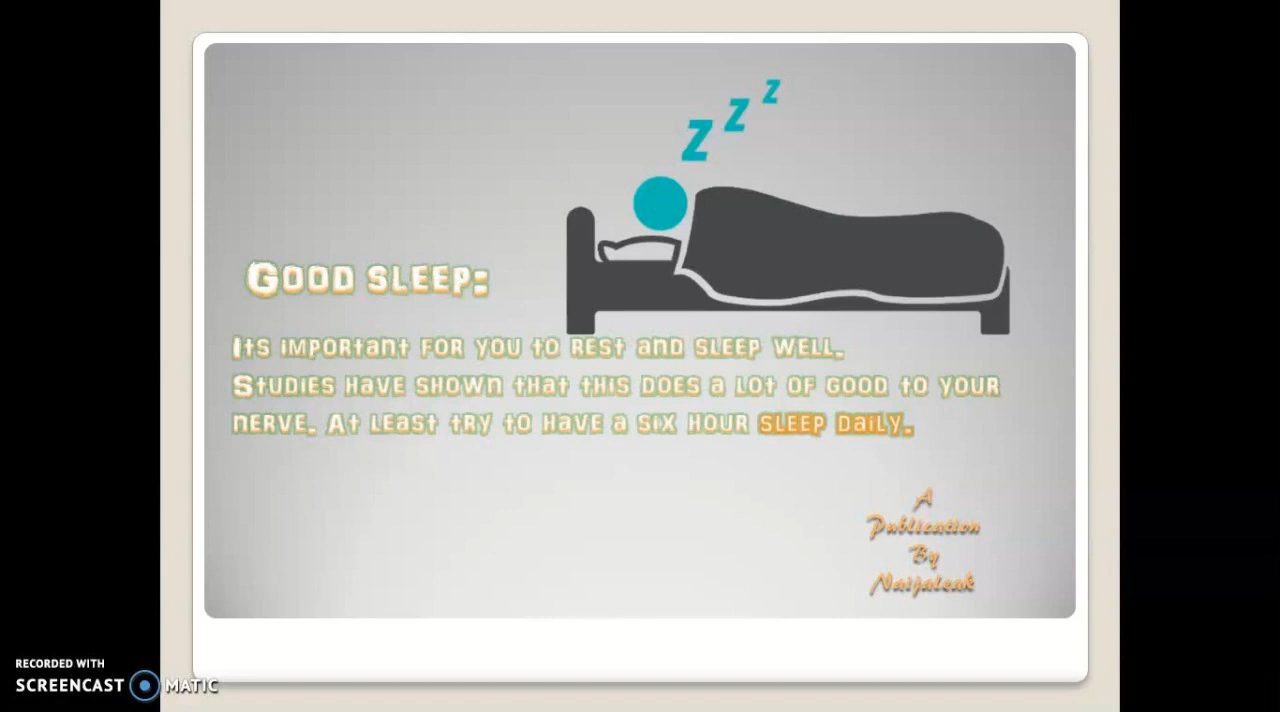 Z Z Z
Good sleep:
Its important for you to rest and sleep well.
Studies have shown that this does a lot of good to your
nerve. At least try to have a six hour sleep daily.
A
Publication
By
Naijaleak
RECORDED WITH
SCREENCAST MATIC